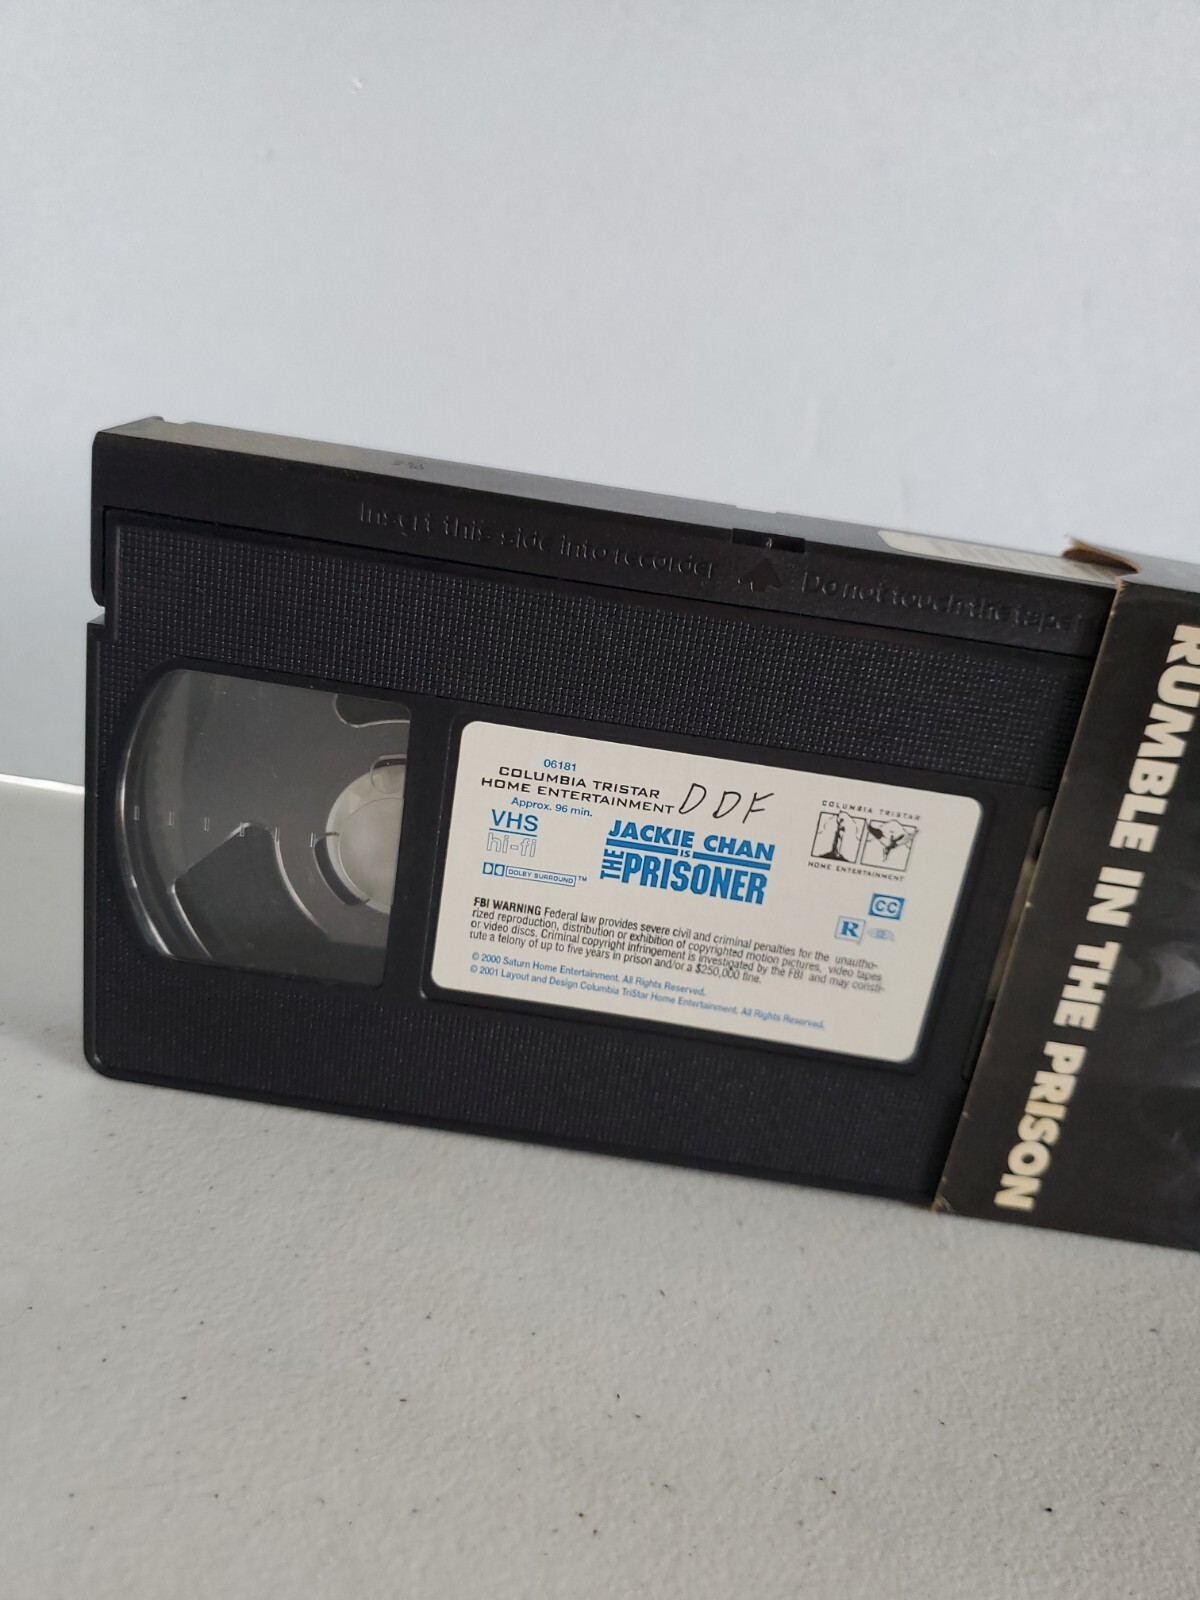 Insert this side into recorder
Do not touch the tape!
06181
COLUMBIA TRISTAR
HOME ENTERTAINMENT
DDF
Approx. 96 min.
VHS
hi-fi
DOLBY SURROUND™
JACKIE CHAN
IS
THE PRISONER
COLUMBIA TRISTAR
HOME ENTERTAINMENT
CC
R
FBI WARNING Federal law provides severe civil and criminal penalties for the unautho-
rized reproduction, distribution or exhibition of copyrighted motion pictures, video tapes
or video discs. Criminal copyright infringement is investigated by the FBI and may consti-
tute a felony of up to five years in prison and/or a $250,000 fine.
© 2000 Saturn Home Entertainment. All Rights Reserved.
© 2001 Layout and Design Columbia TriStar Home Entertainment. All Rights Reserved.
RUMBLE IN THE PRISON